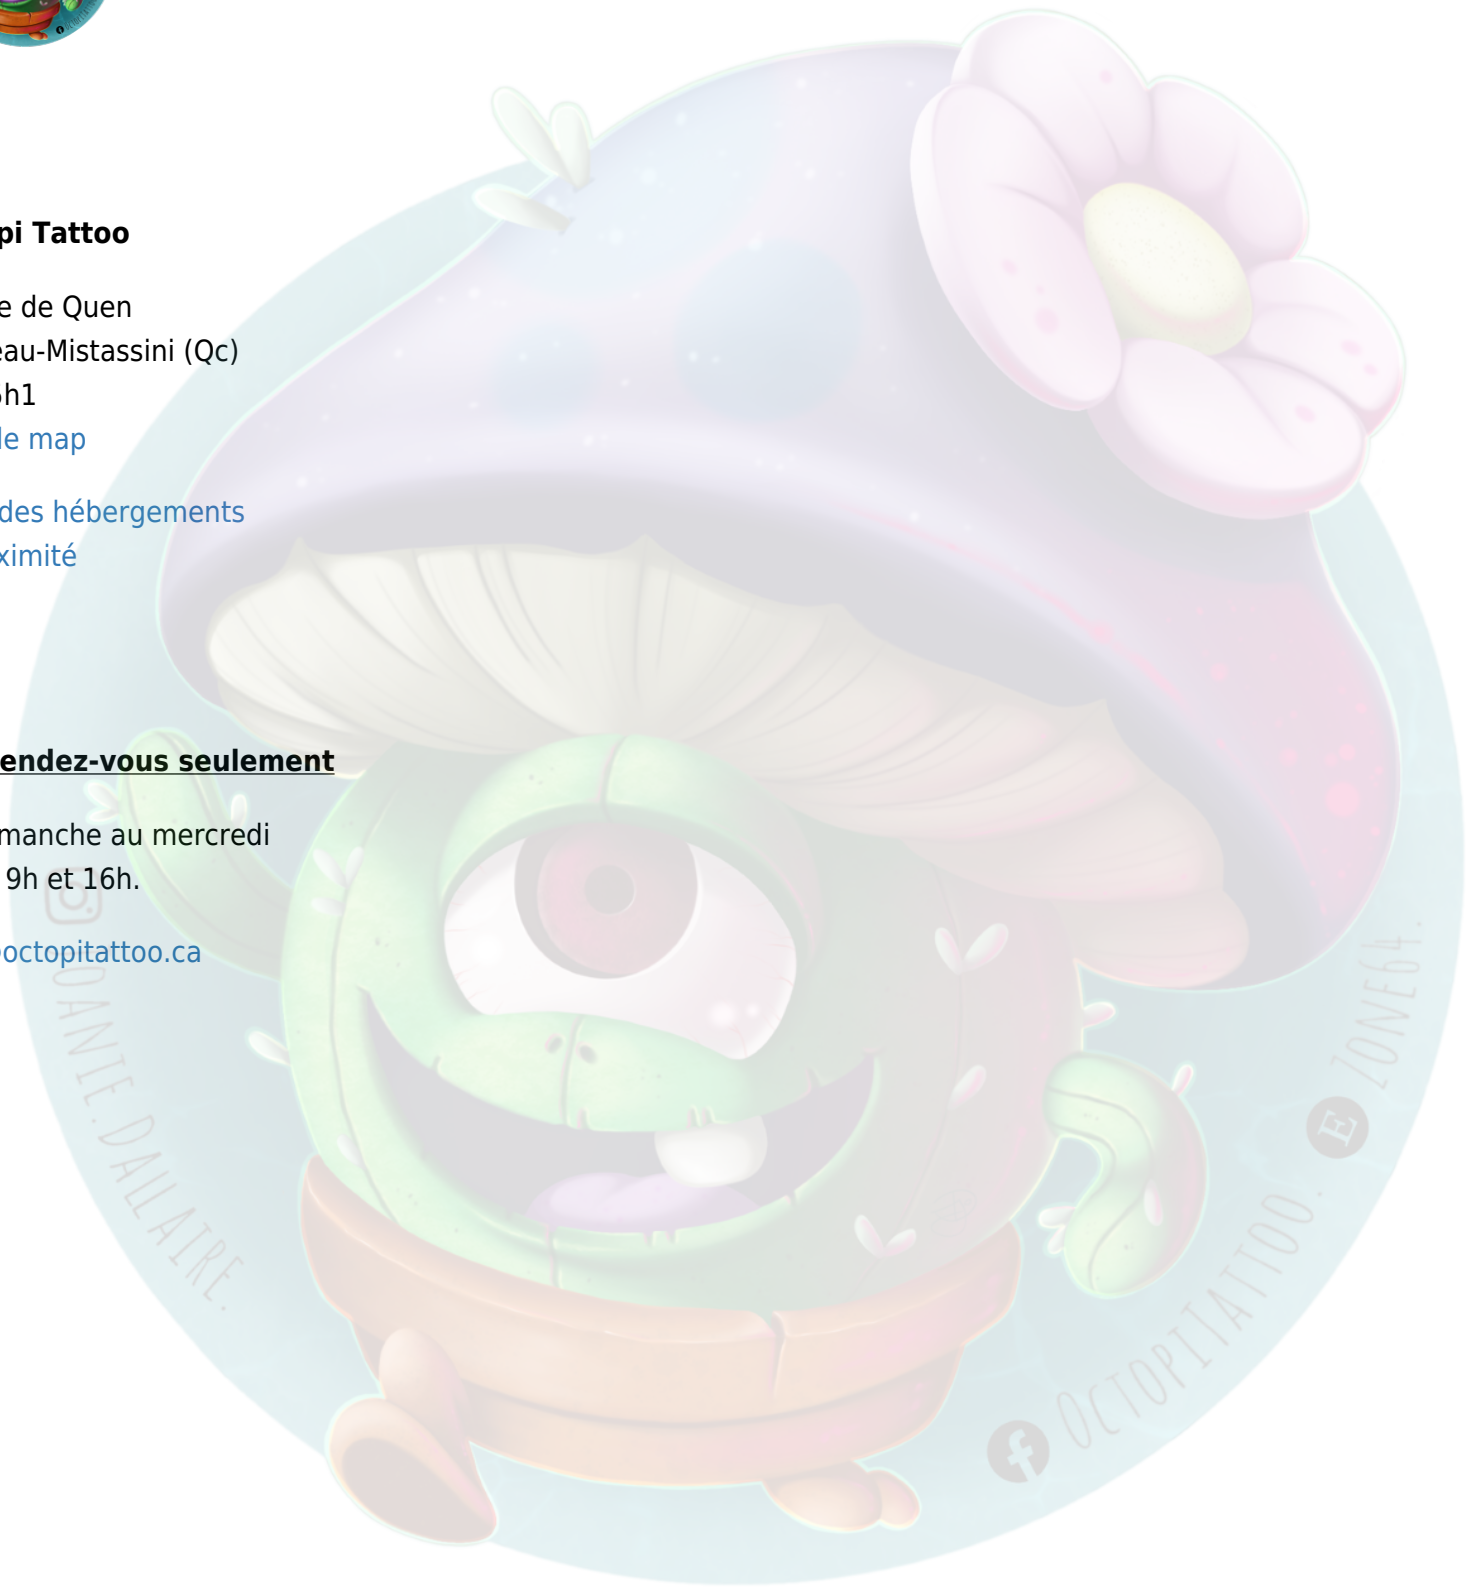 pi Tattoo
e de Quen
eau-Mistassini (Qc)
h1
le map
des hébergements
ximité
endez-vous seulement
manche au mercredi
9h et 16h.
octopitattoo.ca
OANIE.DALLAIRE.
OCTOPITATTOO.
E ZONE64.